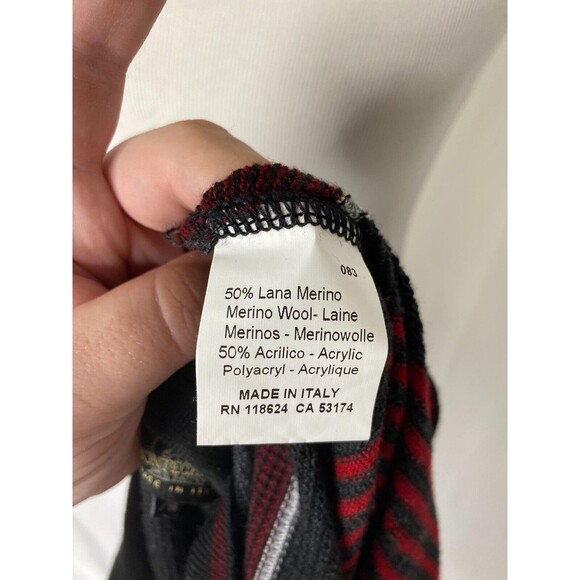 083
50% Lana Merino
Merino Wool- Laine
Merinos - Merinowolle
50% Acrilico - Acrylic
Polyacryl - Acrylique
MADE IN ITALY
RN 118624 CA 53174